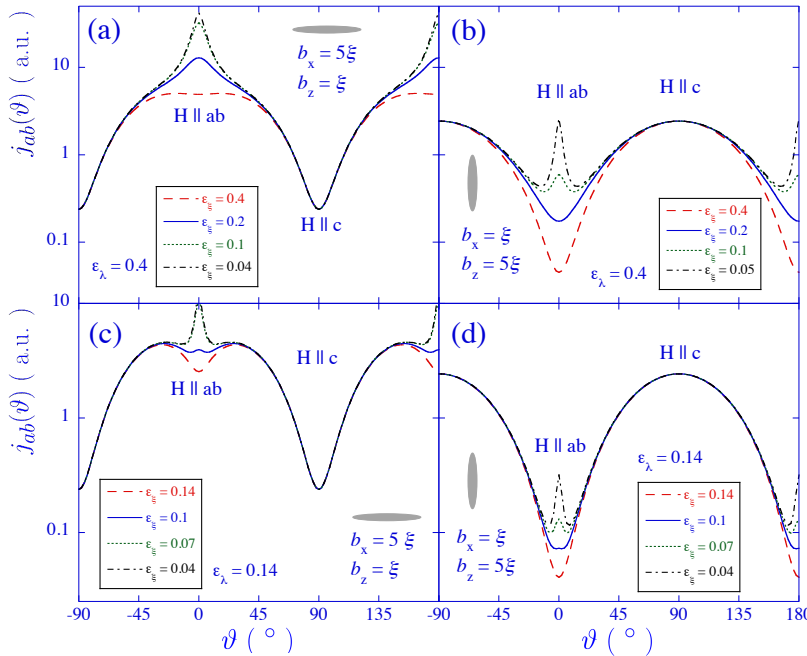 (a)
b_x = 5ξ
b_z = ξ
H || ab
H || c
ε_ξ = 0.4
ε_ξ = 0.2
ε_ξ = 0.1
ε_ξ = 0.04
ε_λ = 0.4
10
1
0.1
j_ab(ϑ) ( a.u. )
(b)
H || ab
H || c
b_x = ξ
b_z = 5ξ
ε_λ = 0.4
ε_ξ = 0.4
ε_ξ = 0.2
ε_ξ = 0.1
ε_ξ = 0.05
(c)
H || ab
H || c
b_x = 5 ξ
b_z = ξ
ε_ξ = 0.14
ε_ξ = 0.1
ε_ξ = 0.07
ε_ξ = 0.04
ε_λ = 0.14
10
1
0.1
j_ab(ϑ) ( a.u. )
-90 -45 0 45 90 135
ϑ ( ° )
(d)
H || c
H || ab
ε_λ = 0.14
b_x = ξ
b_z = 5ξ
ε_ξ = 0.14
ε_ξ = 0.1
ε_ξ = 0.07
ε_ξ = 0.04
-90 -45 0 45 90 135 180
ϑ ( ° )